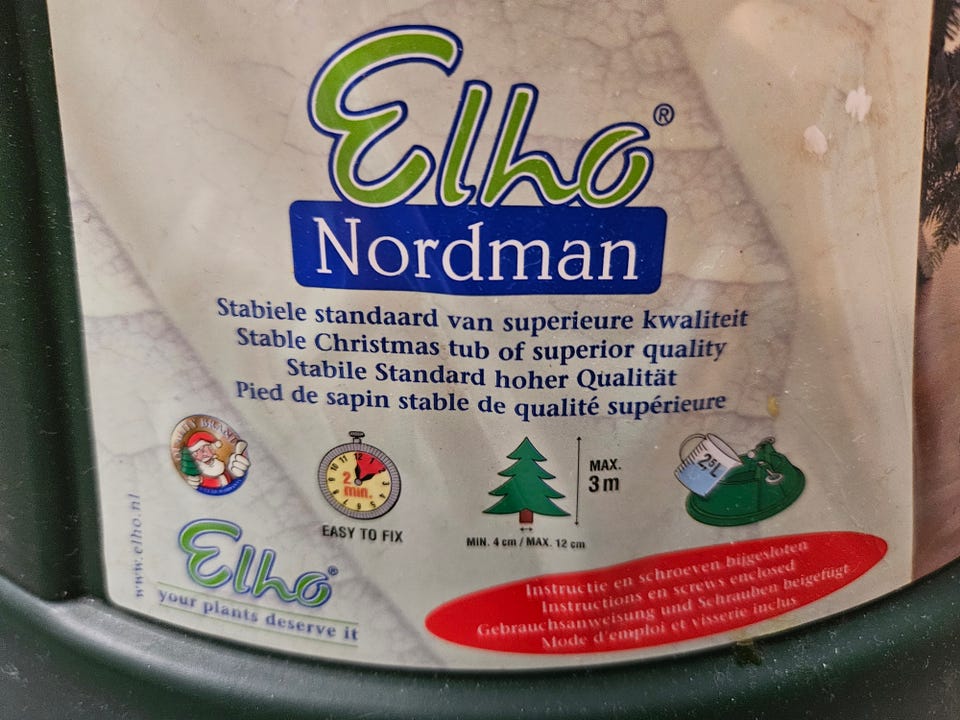 Elho®
Nordman
Stabiele standaard van superieure kwaliteit
Stable Christmas tub of superior quality
Stabile Standard hoher Qualität
Pied de sapin stable de qualité supérieure
2 min.
EASY TO FIX
MAX.
3 m
MIN. 4 cm / MAX. 12 cm
25L
www.elho.nl
Elho®
your plants deserve it
Instructie en schroeven bijgesloten
Instructions en screws enclosed
Gebrauchsanweisung und Schrauben beigefügt
Mode d'emploi et visserie inclus